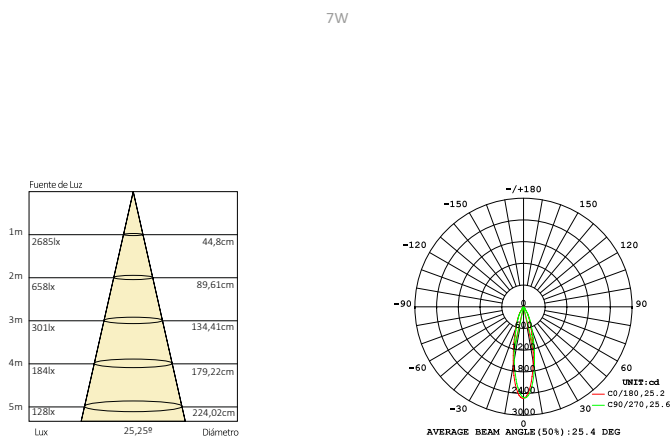 7W
Fuente de Luz
1m
2685lx 44,8cm
2m
658lx 89,61cm
3m
301lx 134,41cm
4m
184lx 179,22cm
5m
128lx 224,02cm
Lux 25,25º Diámetro
-/+180
-150 150
-120 120
-90 90
-60 60
-30 30
0
0
600
1200
1800
2400
3000
UNIT:cd
C0/180,25.2
C90/270,25.6
AVERAGE BEAM ANGLE(50%):25.4 DEG